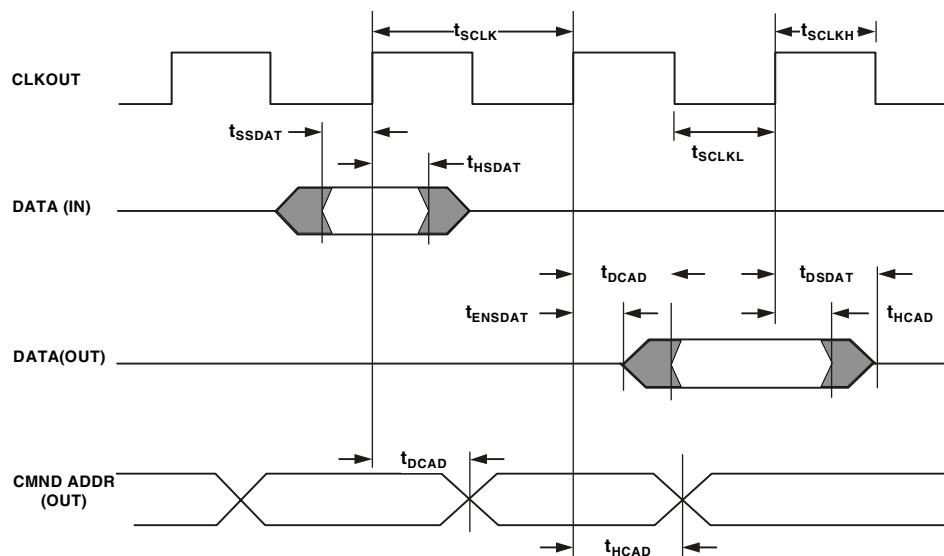 tSCLK
tSCLKH
CLKOUT
tSSDAT
tHSDAT
tSCLKL
DATA (IN)
tDCAD
tDSDAT
tENSDAT
tHCAD
DATA(OUT)
tDCAD
CMND ADDR
(OUT)
tHCAD